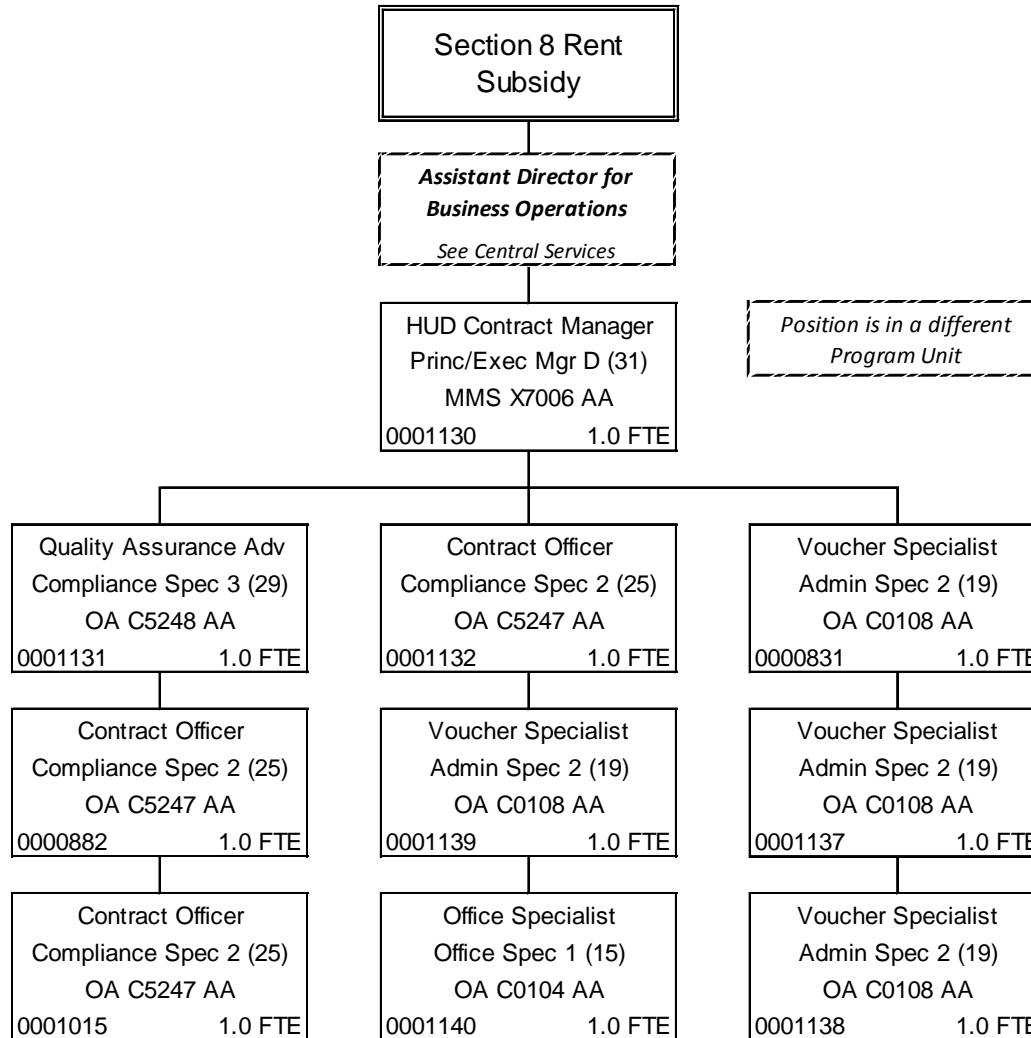 Section 8 Rent
Subsidy
Assistant Director for
Business Operations
See Central Services
HUD Contract Manager
Princ/Exec Mgr D (31)
MMS X7006 AA
0001130 1.0 FTE
Position is in a different
Program Unit
Quality Assurance Adv
Compliance Spec 3 (29)
OA C5248 AA
0001131 1.0 FTE
Contract Officer
Compliance Spec 2 (25)
OA C5247 AA
0001132 1.0 FTE
Voucher Specialist
Admin Spec 2 (19)
OA C0108 AA
0000831 1.0 FTE
Contract Officer
Compliance Spec 2 (25)
OA C5247 AA
0000882 1.0 FTE
Voucher Specialist
Admin Spec 2 (19)
OA C0108 AA
0001139 1.0 FTE
Voucher Specialist
Admin Spec 2 (19)
OA C0108 AA
0001137 1.0 FTE
Contract Officer
Compliance Spec 2 (25)
OA C5247 AA
0001015 1.0 FTE
Office Specialist
Office Spec 1 (15)
OA C0104 AA
0001140 1.0 FTE
Voucher Specialist
Admin Spec 2 (19)
OA C0108 AA
0001138 1.0 FTE